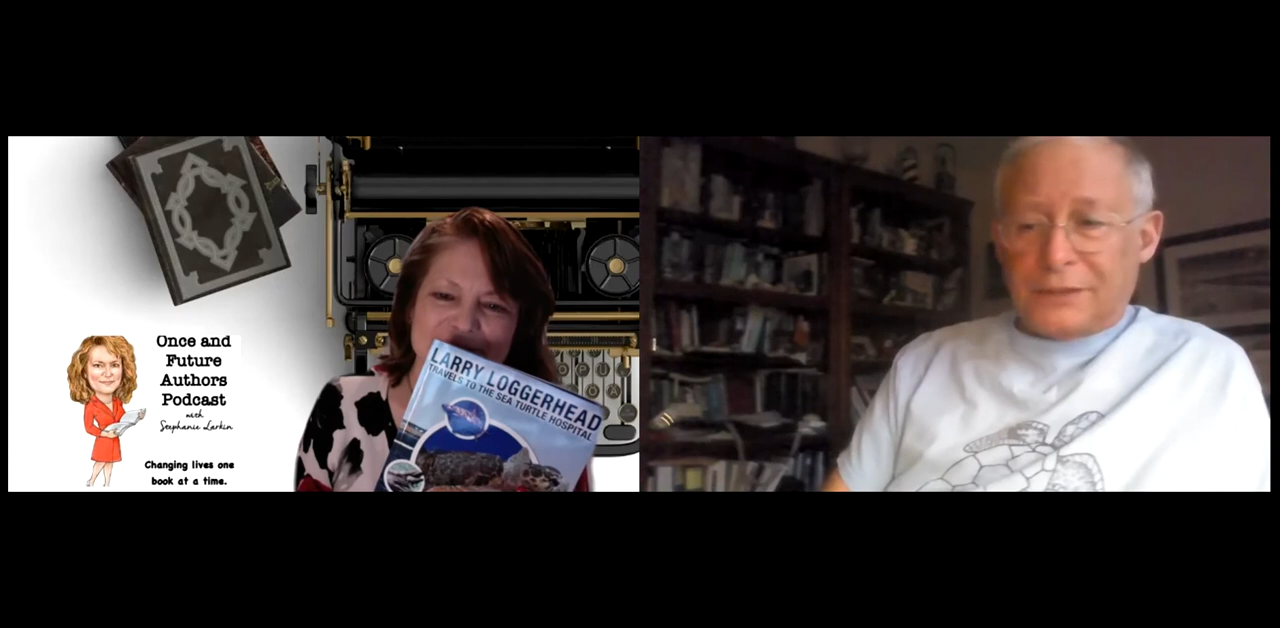 Once and
Future
Authors
Podcast
with
Stephanie Larkin
Changing lives one
book at a time.
LARRY LOGGERHEAD
TRAVELS TO THE SEA TURTLE HOSPITAL